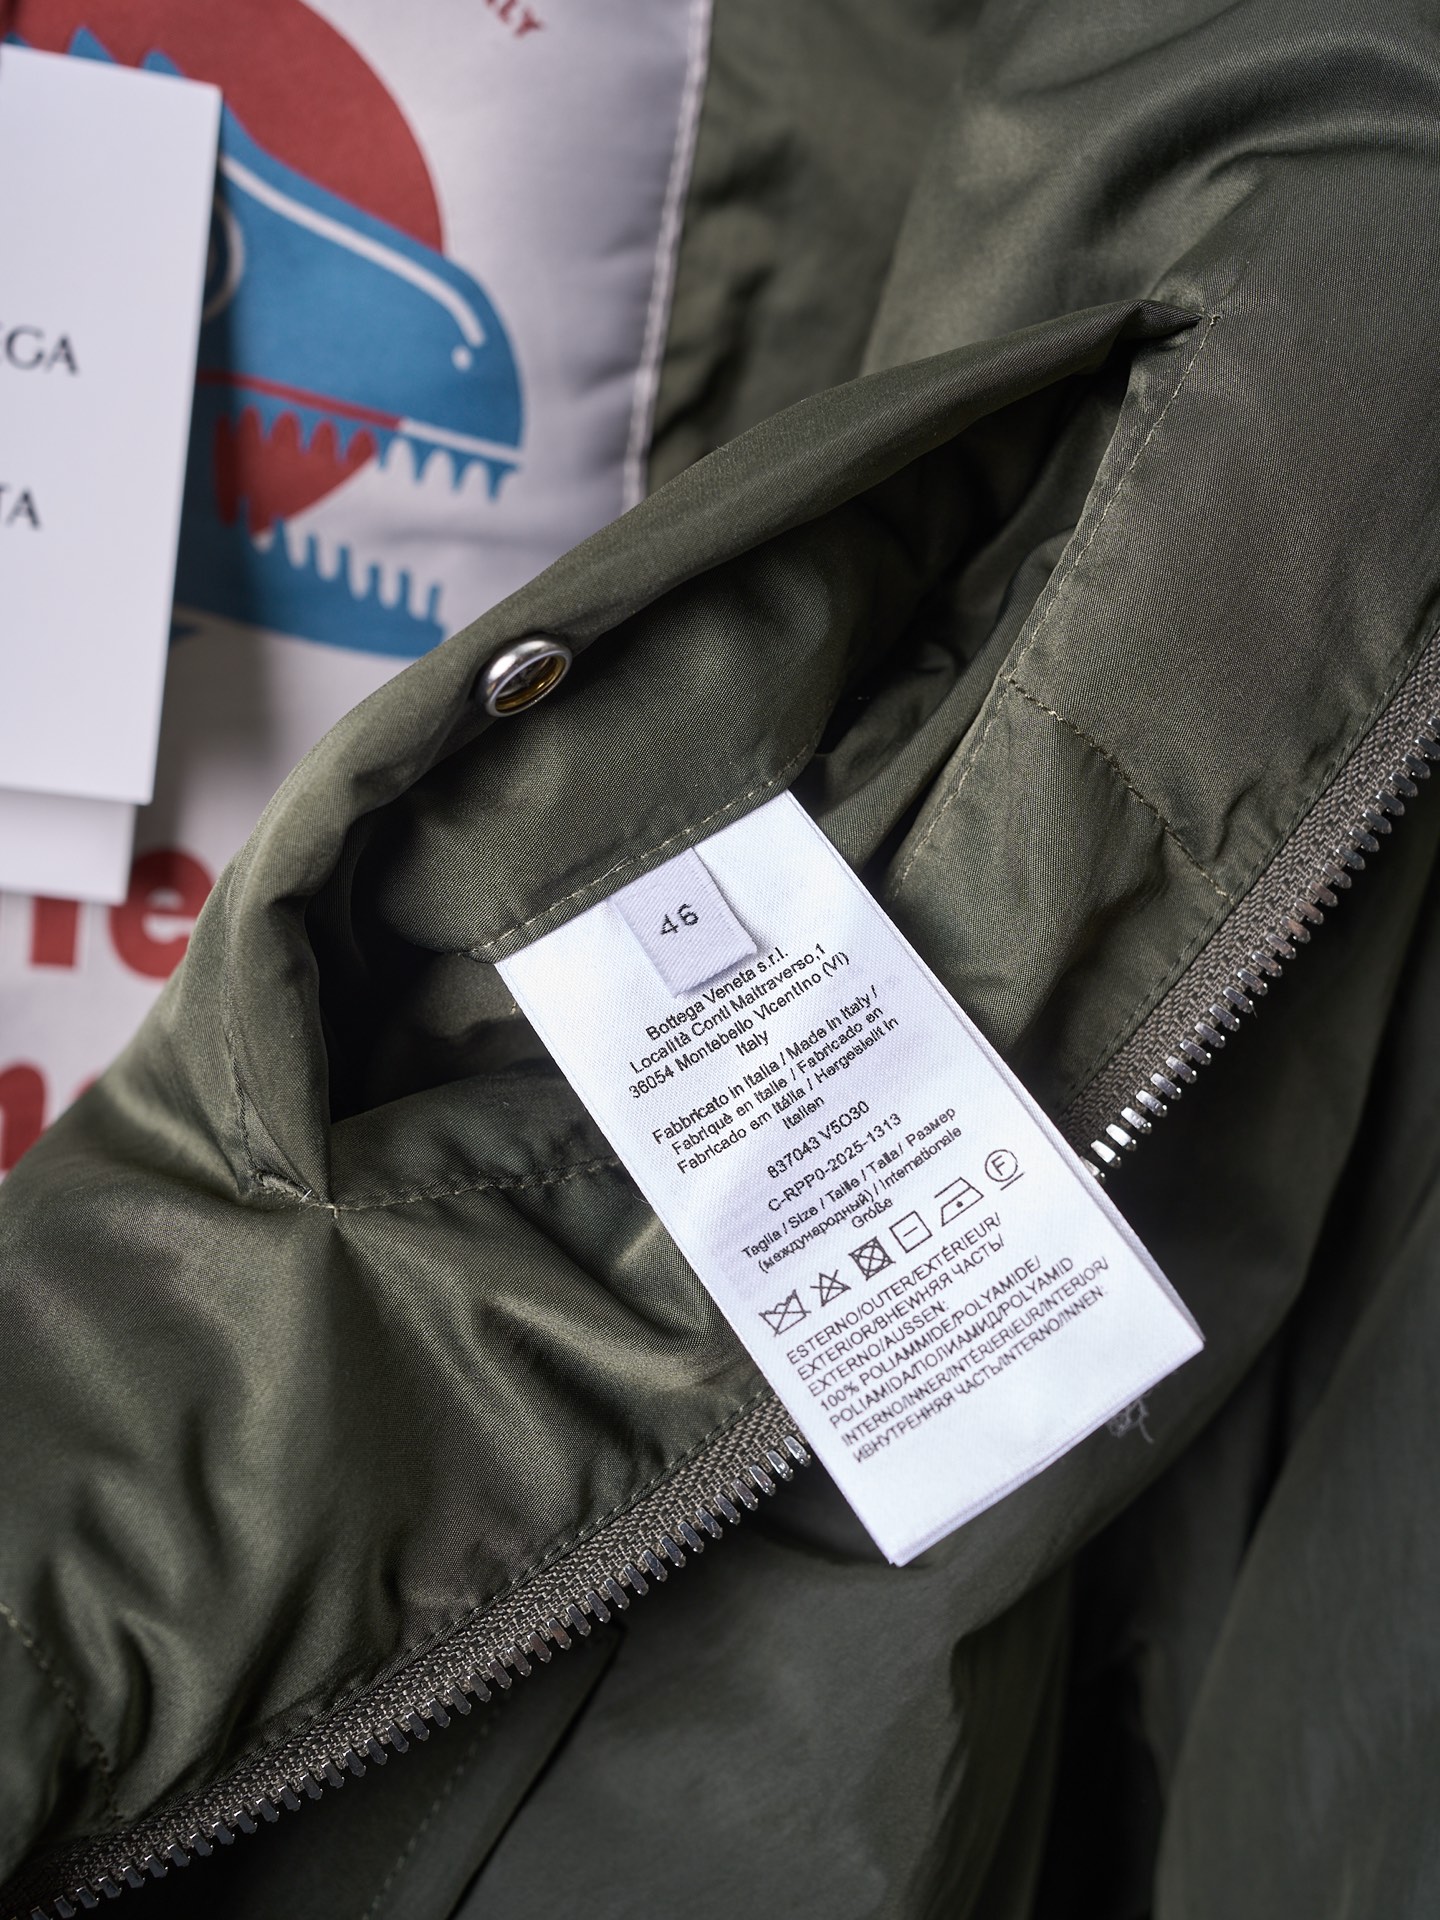 LY
EGA
TA
46
Bottega Veneta s.r.l.
Località Conti Maltraverso,1
36054 Montebello Vicentino (VI)
Italy
Fabbricato in Italia / Made in Italy /
Fabriqué en Italie / Fabricado en
Fabricado em Itália / Hergestellt in
Italien
837043 V5O30
C-RPP0-2025-1313
Taglia / Size / Taille / Talla / Размер
(международный) / Internationale
Größe
ESTERNO/OUTER/EXTÉRIEUR/
EXTERIOR/ВНЕШНЯЯ ЧАСТЬ/
EXTERNO/AUSSEN:
100% POLIAMMIDE/POLYAMIDE/
POLIAMIDA/ПОЛИАМИД/POLYAMID
INTERNO/INNER/INTÉRIEUR/INTERIOR/
ИВНУТРЕННЯЯ ЧАСТЬ/INTERNO/INNEN: